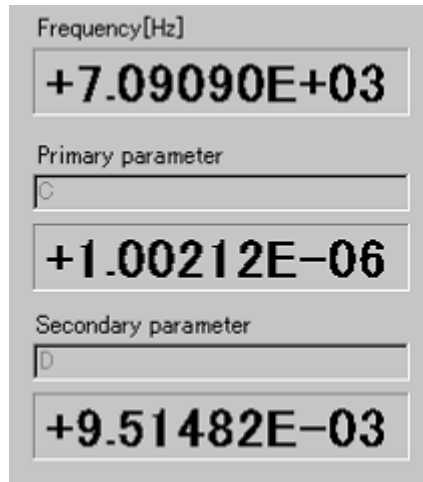 Frequency[Hz]
+7.09090E+03
Primary parameter
C
+1.00212E-06
Secondary parameter
D
+9.51482E-03